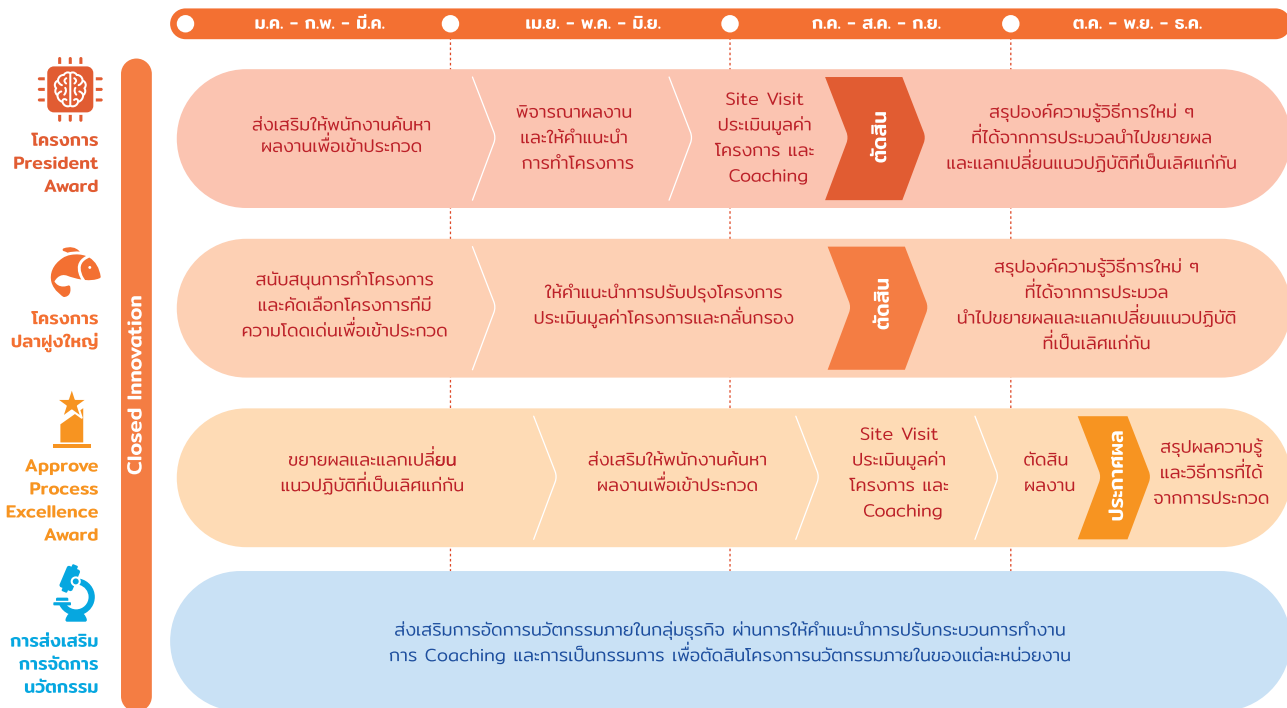 ม.ค. - ก.พ. - มี.ค.
เม.ย. - พ.ค. - มิ.ย.
ก.ค. - ส.ค. - ก.ย.
ต.ค. - พ.ย. - ธ.ค.
Closed Innovation
โครงการ
President
Award
ส่งเสริมให้พนักงานค้นหา
ผลงานเพื่อเข้าประกวด
พิจารณาผลงาน
และให้คำแนะนำ
การทำโครงการ
Site Visit
ประเมินมูลค่า
โครงการ และ
Coaching
ตัดสิน
สรุปองค์ความรู้วิธีการใหม่ ๆ
ที่ได้จากการประมวลนำไปขยายผล
และแลกเปลี่ยนแนวปฏิบัติที่เป็นเลิศแก่กัน
โครงการ
ปลาฝูงใหญ่
สนับสนุนการทำโครงการ
และคัดเลือกโครงการที่มี
ความโดดเด่นเพื่อเข้าประกวด
ให้คำแนะนำการปรับปรุงโครงการ
ประเมินมูลค่าโครงการและกลั่นกรอง
ตัดสิน
สรุปองค์ความรู้วิธีการใหม่ ๆ
ที่ได้จากการประมวล
นำไปขยายผลและแลกเปลี่ยนแนวปฏิบัติ
ที่เป็นเลิศแก่กัน
Approve
Process
Excellence
Award
ขยายผลและแลกเปลี่ยน
แนวปฏิบัติที่เป็นเลิศแก่กัน
ส่งเสริมให้พนักงานค้นหา
ผลงานเพื่อเข้าประกวด
Site Visit
ประเมินมูลค่า
โครงการ และ
Coaching
ตัดสิน
ผลงาน
ประกาศผล
สรุปผลความรู้
และวิธีการที่ได้
จากการประกวด
การส่งเสริม
การจัดการ
นวัตกรรม
ส่งเสริมการอัดการนวัตกรรมภายในกลุ่มธุรกิจ ผ่านการให้คำแนะนำการปรับกระบวนการทำงาน
การ Coaching และการเป็นกรรมการ เพื่อตัดสินโครงการนวัตกรรมภายในของแต่ละหน่วยงาน